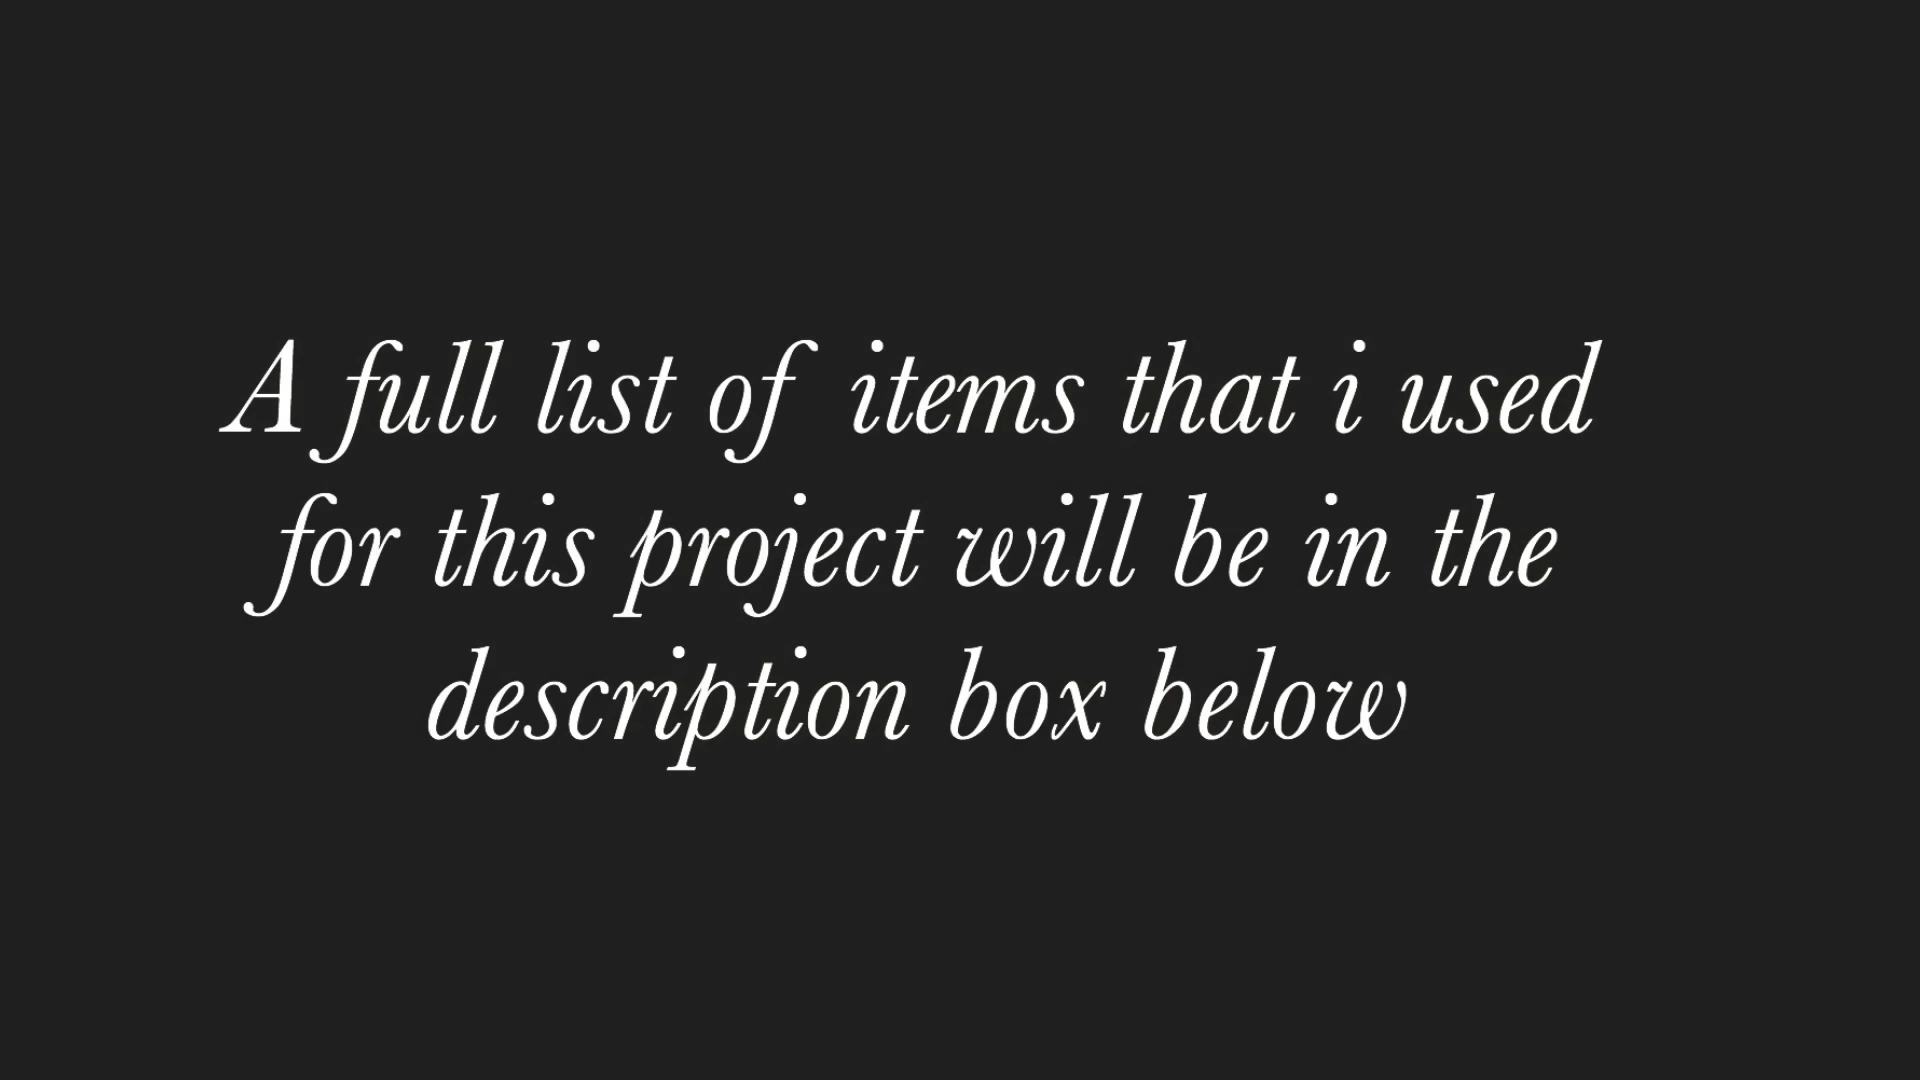 A full list of items that i used
for this project will be in the
description box below